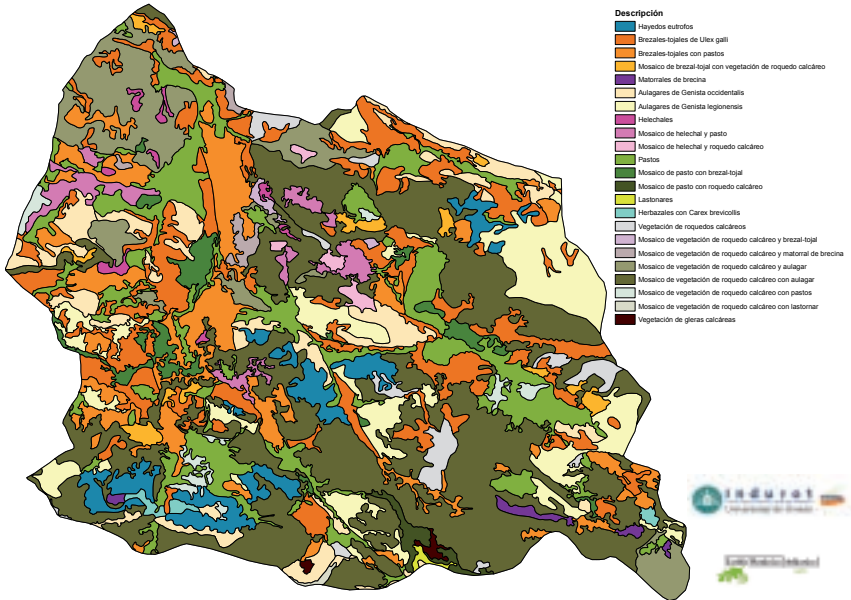 Descripción
Hayedos eutrofos
Brezales-tojales de Ulex galli
Brezales-tojales con pastos
Mosaico de brezal-tojal con vegetación de roquedo calcáreo
Matorrales de brecina
Aulagares de Genista occidentalis
Aulagares de Genista legionensis
Helechales
Mosaico de helechal y pasto
Mosaico de helechal y roquedo calcáreo
Pastos
Mosaico de pasto con brezal-tojal
Mosaico de pasto con roquedo calcáreo
Lastonares
Herbazales con Carex brevicollis
Vegetación de roquedos calcáreos
Mosaico de vegetación de roquedo calcáreo y brezal-tojal
Mosaico de vegetación de roquedo calcáreo y matorral de brecina
Mosaico de vegetación de roquedo calcáreo y aulagar
Mosaico de vegetación de roquedo calcáreo con aulagar
Mosaico de vegetación de roquedo calcáreo con pastos
Mosaico de vegetación de roquedo calcáreo con lastornar
Vegetación de gleras calcáreas
indurot
Universidad de Oviedo